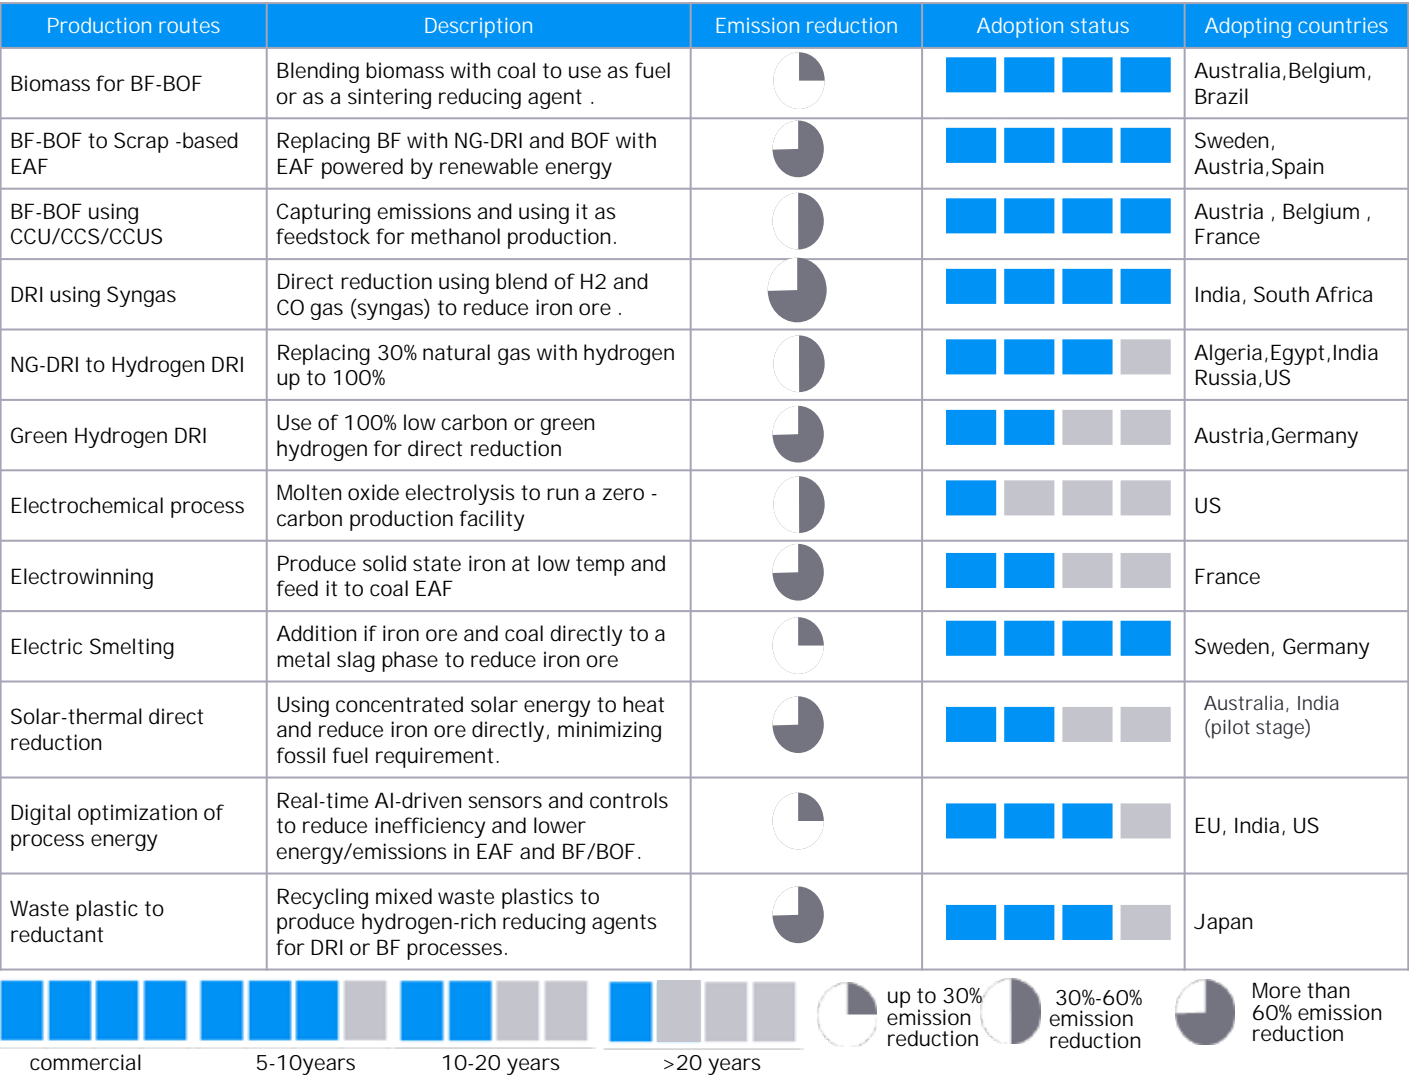 Production routes
Description
Emission reduction
Adoption status
Adopting countries
Biomass for BF-BOF
Blending biomass with coal to use as fuel
or as a sintering reducing agent .
Australia,Belgium,
Brazil
BF-BOF to Scrap -based
EAF
Replacing BF with NG-DRI and BOF with
EAF powered by renewable energy
Sweden,
Austria,Spain
BF-BOF using
CCU/CCS/CCUS
Capturing emissions and using it as
feedstock for methanol production.
Austria , Belgium ,
France
DRI using Syngas
Direct reduction using blend of H2 and
CO gas (syngas) to reduce iron ore .
India, South Africa
NG-DRI to Hydrogen DRI
Replacing 30% natural gas with hydrogen
up to 100%
Algeria,Egypt,India
Russia,US
Green Hydrogen DRI
Use of 100% low carbon or green
hydrogen for direct reduction
Austria,Germany
Electrochemical process
Molten oxide electrolysis to run a zero -
carbon production facility
US
Electrowinning
Produce solid state iron at low temp and
feed it to coal EAF
France
Electric Smelting
Addition if iron ore and coal directly to a
metal slag phase to reduce iron ore
Sweden, Germany
Solar-thermal direct
reduction
Using concentrated solar energy to heat
and reduce iron ore directly, minimizing
fossil fuel requirement.
Australia, India
(pilot stage)
Digital optimization of
process energy
Real-time AI-driven sensors and controls
to reduce inefficiency and lower
energy/emissions in EAF and BF/BOF.
EU, India, US
Waste plastic to
reductant
Recycling mixed waste plastics to
produce hydrogen-rich reducing agents
for DRI or BF processes.
Japan
commercial
5-10years
10-20 years
>20 years
up to 30%
emission
reduction
30%-60%
emission
reduction
More than
60% emission
reduction